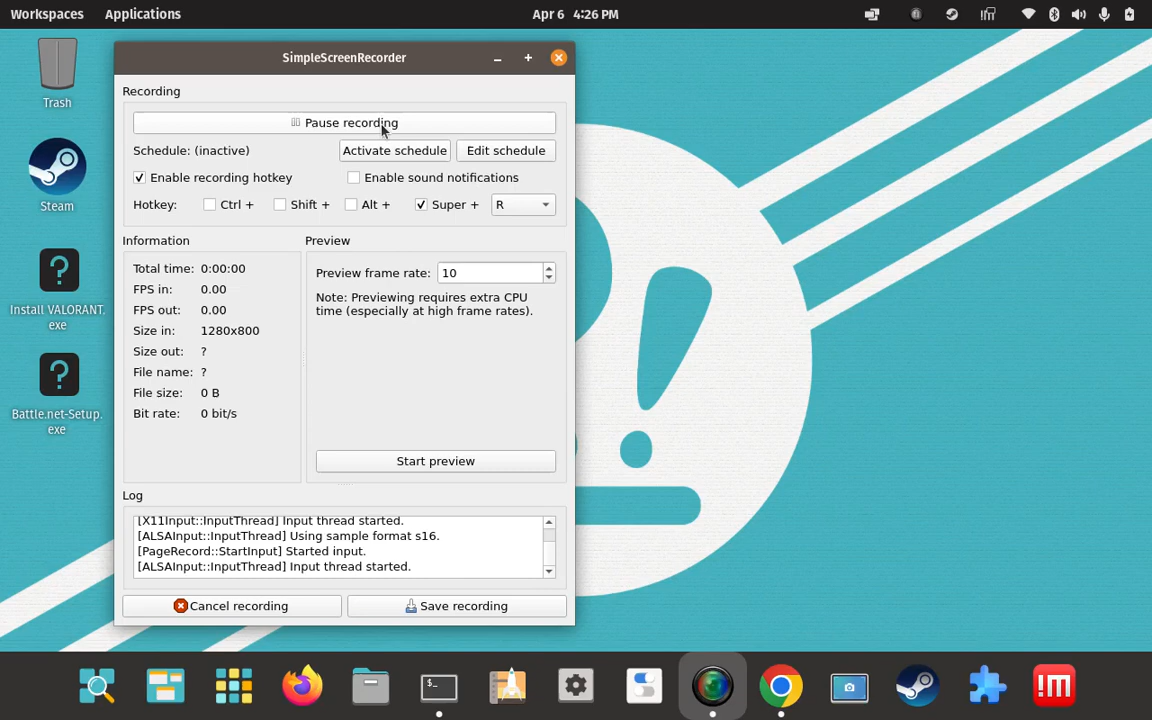 Workspaces Applications Apr 6 4:26 PM im
SimpleScreenRecorder
Trash
Steam
Install VALORANT.
exe
Battle.net-Setup.
exe
Recording
Pause recording
Schedule: (inactive) Activate schedule Edit schedule
Enable recording hotkey Enable sound notifications
Hotkey: Ctrl + Shift + Alt + Super + R
Information
Total time: 0:00:00
FPS in: 0.00
FPS out: 0.00
Size in: 1280x800
Size out: ?
File name: ?
File size: 0 B
Bit rate: 0 bit/s
Preview
Preview frame rate: 10
Note: Previewing requires extra CPU
time (especially at high frame rates).
Start preview
Log
[X11Input::InputThread] Input thread started.
[ALSAInput::InputThread] Using sample format s16.
[PageRecord::StartInput] Started input.
[ALSAInput::InputThread] Input thread started.
Cancel recording Save recording
$_ !M